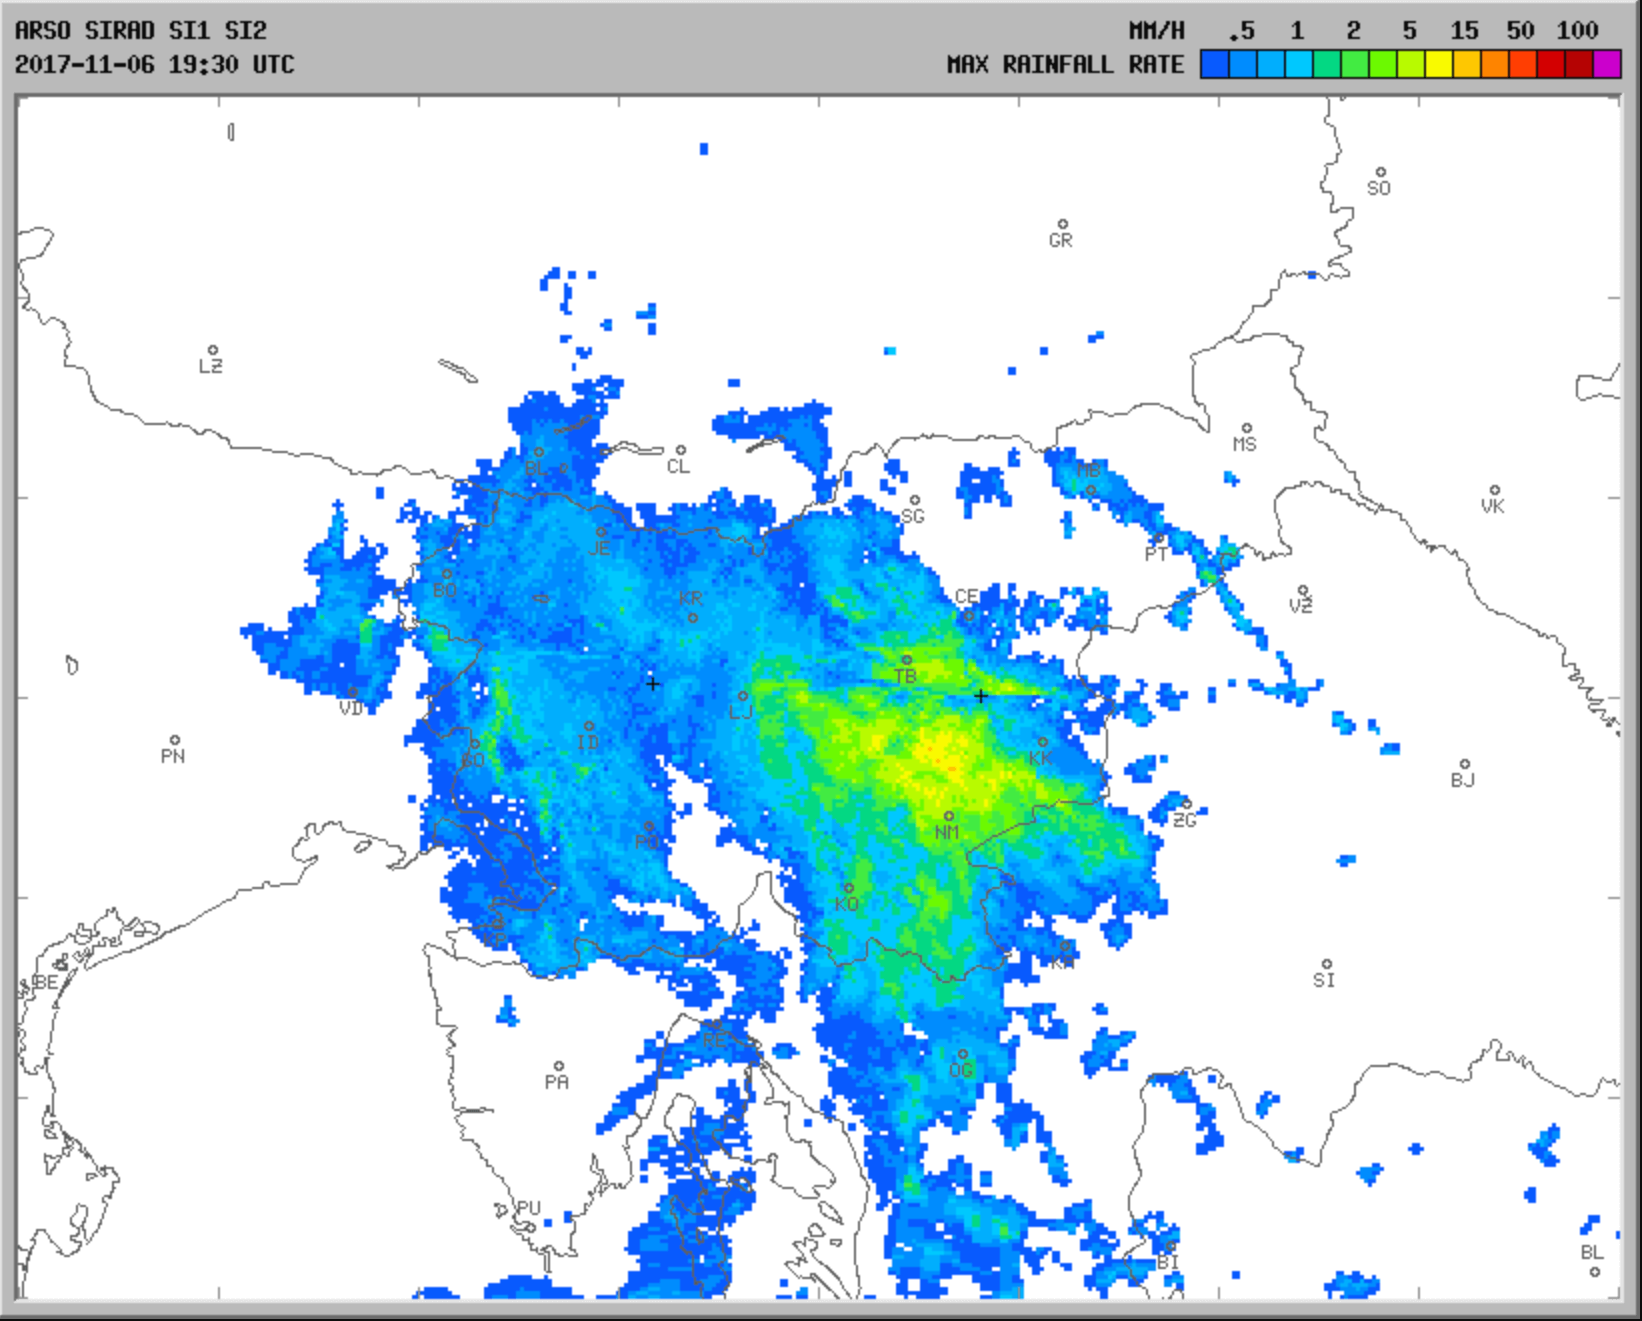 ARSO SIRAD SI1 SI2
MM/H .5 1 2 5 15 50 100
2017-11-06 19:30 UTC
MAX RAINFALL RATE
SO
GR
LZ
MS
BL
CL
MB
VK
SG
JE
PT
BO
KR
CE
VŽ
TB
VD
LJ
PN
GO
ID
KK
BJ
ZG
NM
PO
KO
KA
BE
SI
RE
OG
PA
PU
BI
BL